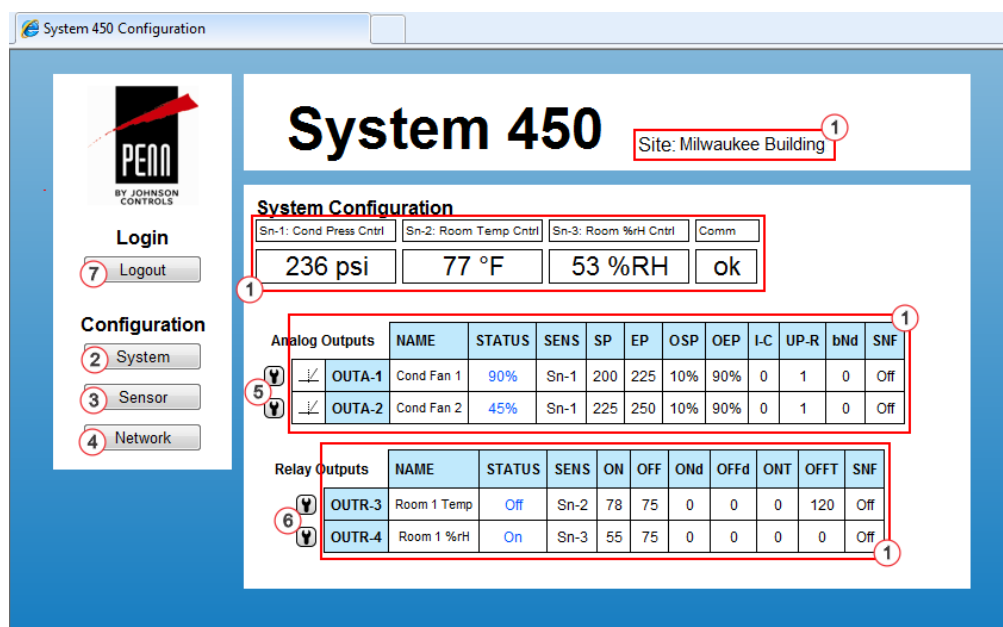 System 450 Configuration
PENN
BY JOHNSON
CONTROLS
Login
7 Logout
Configuration
2 System
3 Sensor
4 Network
System 450
Site: Milwaukee Building 1
System Configuration
Sn-1: Cond Press Cntrl Sn-2: Room Temp Cntrl Sn-3: Room %rH Cntrl Comm
236 psi 77 °F 53 %RH ok
1
1
Analog Outputs NAME STATUS SENS SP EP OSP OEP I-C UP-R bNd SNF
OUTA-1 Cond Fan 1 90% Sn-1 200 225 10% 90% 0 1 0 Off
5
OUTA-2 Cond Fan 2 45% Sn-1 225 250 10% 90% 0 1 0 Off
Relay Outputs NAME STATUS SENS ON OFF ONd OFFd ONT OFFT SNF
OUTR-3 Room 1 Temp Off Sn-2 78 75 0 0 0 120 Off
6
OUTR-4 Room 1 %rH On Sn-3 55 75 0 0 0 0 Off
1